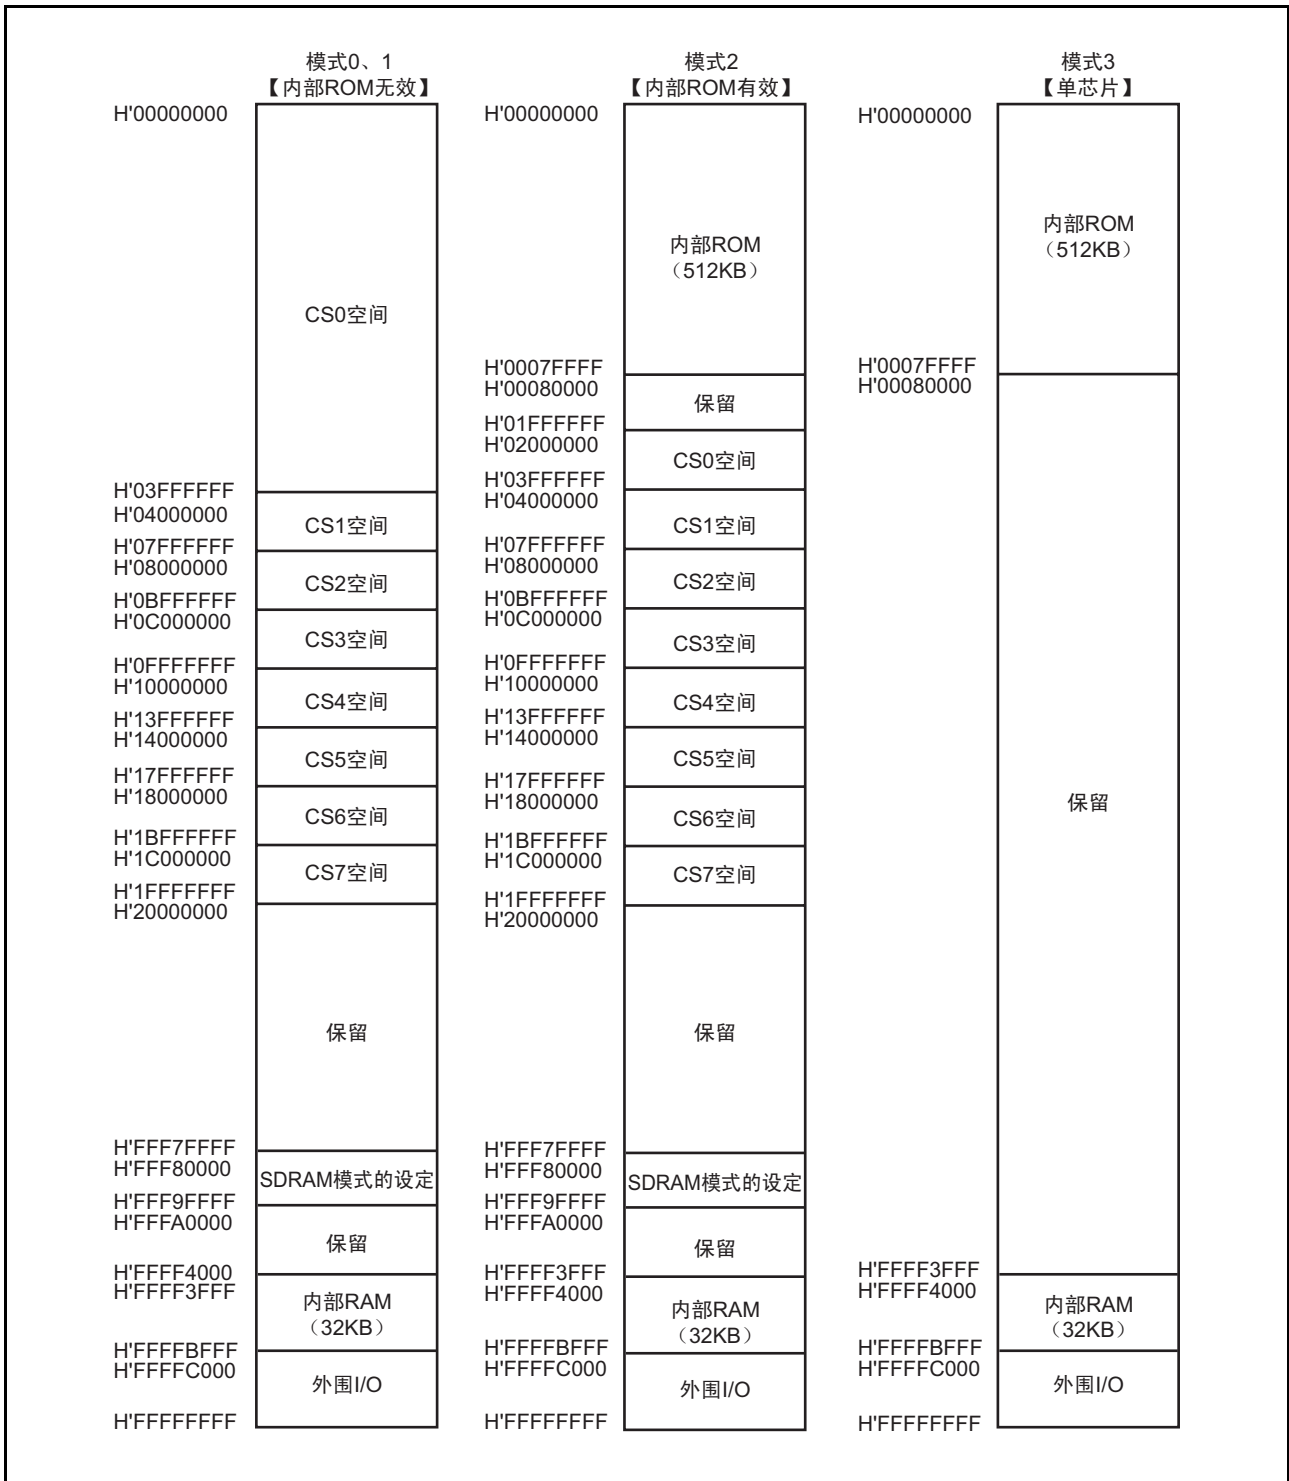 模式0、1
【内部ROM无效】
H'00000000
CS0空间
H'03FFFFFF
H'04000000
CS1空间
H'07FFFFFF
H'08000000
CS2空间
H'0BFFFFFF
H'0C000000
CS3空间
H'0FFFFFFF
H'10000000
CS4空间
H'13FFFFFF
H'14000000
CS5空间
H'17FFFFFF
H'18000000
CS6空间
H'1BFFFFFF
H'1C000000
CS7空间
H'1FFFFFFF
H'20000000
保留
H'FFF7FFFF
H'FFF80000
SDRAM模式的设定
H'FFF9FFFF
H'FFFA0000
保留
H'FFFF4000
H'FFFF3FFF
内部RAM
（32KB）
H'FFFFBFFF
H'FFFFC000
外围I/O
H'FFFFFFFF
模式2
【内部ROM有效】
H'00000000
内部ROM
（512KB）
H'0007FFFF
H'00080000
保留
H'01FFFFFF
H'02000000
CS0空间
H'03FFFFFF
H'04000000
CS1空间
H'07FFFFFF
H'08000000
CS2空间
H'0BFFFFFF
H'0C000000
CS3空间
H'0FFFFFFF
H'10000000
CS4空间
H'13FFFFFF
H'14000000
CS5空间
H'17FFFFFF
H'18000000
CS6空间
H'1BFFFFFF
H'1C000000
CS7空间
H'1FFFFFFF
H'20000000
保留
H'FFF7FFFF
H'FFF80000
SDRAM模式的设定
H'FFF9FFFF
H'FFFA0000
保留
H'FFFF3FFF
H'FFFF4000
内部RAM
（32KB）
H'FFFFBFFF
H'FFFFC000
外围I/O
H'FFFFFFFF
模式3
【单芯片】
H'00000000
内部ROM
（512KB）
H'0007FFFF
H'00080000
保留
H'FFFF3FFF
H'FFFF4000
内部RAM
（32KB）
H'FFFFBFFF
H'FFFFC000
外围I/O
H'FFFFFFFF